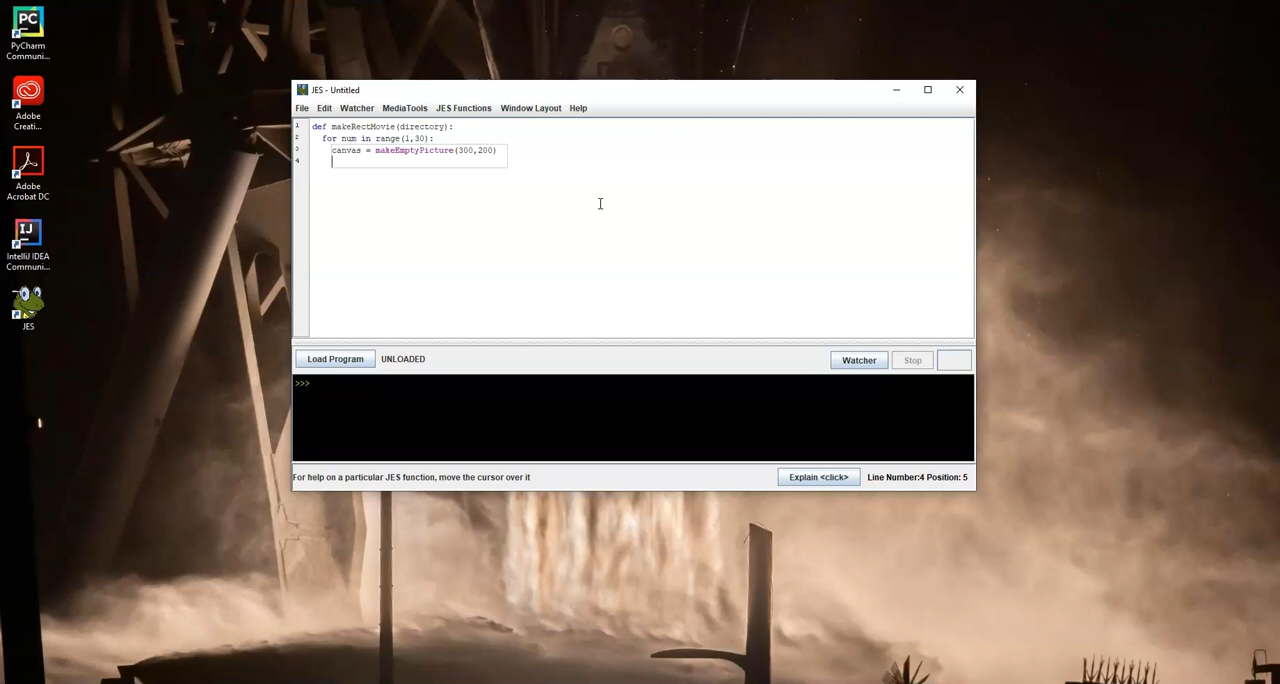 PC
PyCharm
Communi...
Adobe
Creati...
Adobe
Acrobat DC
IJ
IntelliJ IDEA
Communi...
JES
JES - Untitled
File Edit Watcher MediaTools JES Functions Window Layout Help
1 def makeRectMovie(directory):
2 for num in range(1,30):
3 canvas = makeEmptyPicture(300,200)
4
Load Program UNLOADED Watcher Stop
>>>
For help on a particular JES function, move the cursor over it Explain <click> Line Number:4 Position: 5